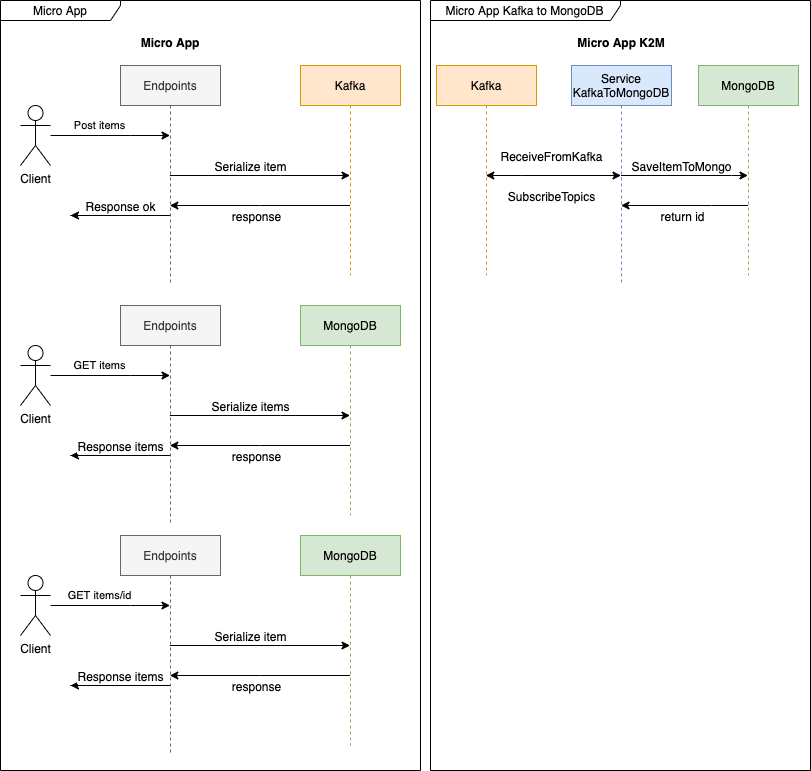 Micro App
Micro App
Endpoints
Kafka
Post items
Client
Serialize item
Response ok
response
Endpoints
MongoDB
GET items
Client
Serialize items
Response items
response
Endpoints
MongoDB
GET items/id
Client
Serialize item
Response items
response
Micro App Kafka to MongoDB
Micro App K2M
Kafka
Service
KafkaToMongoDB
MongoDB
ReceiveFromKafka
SaveItemToMongo
SubscribeTopics
return id